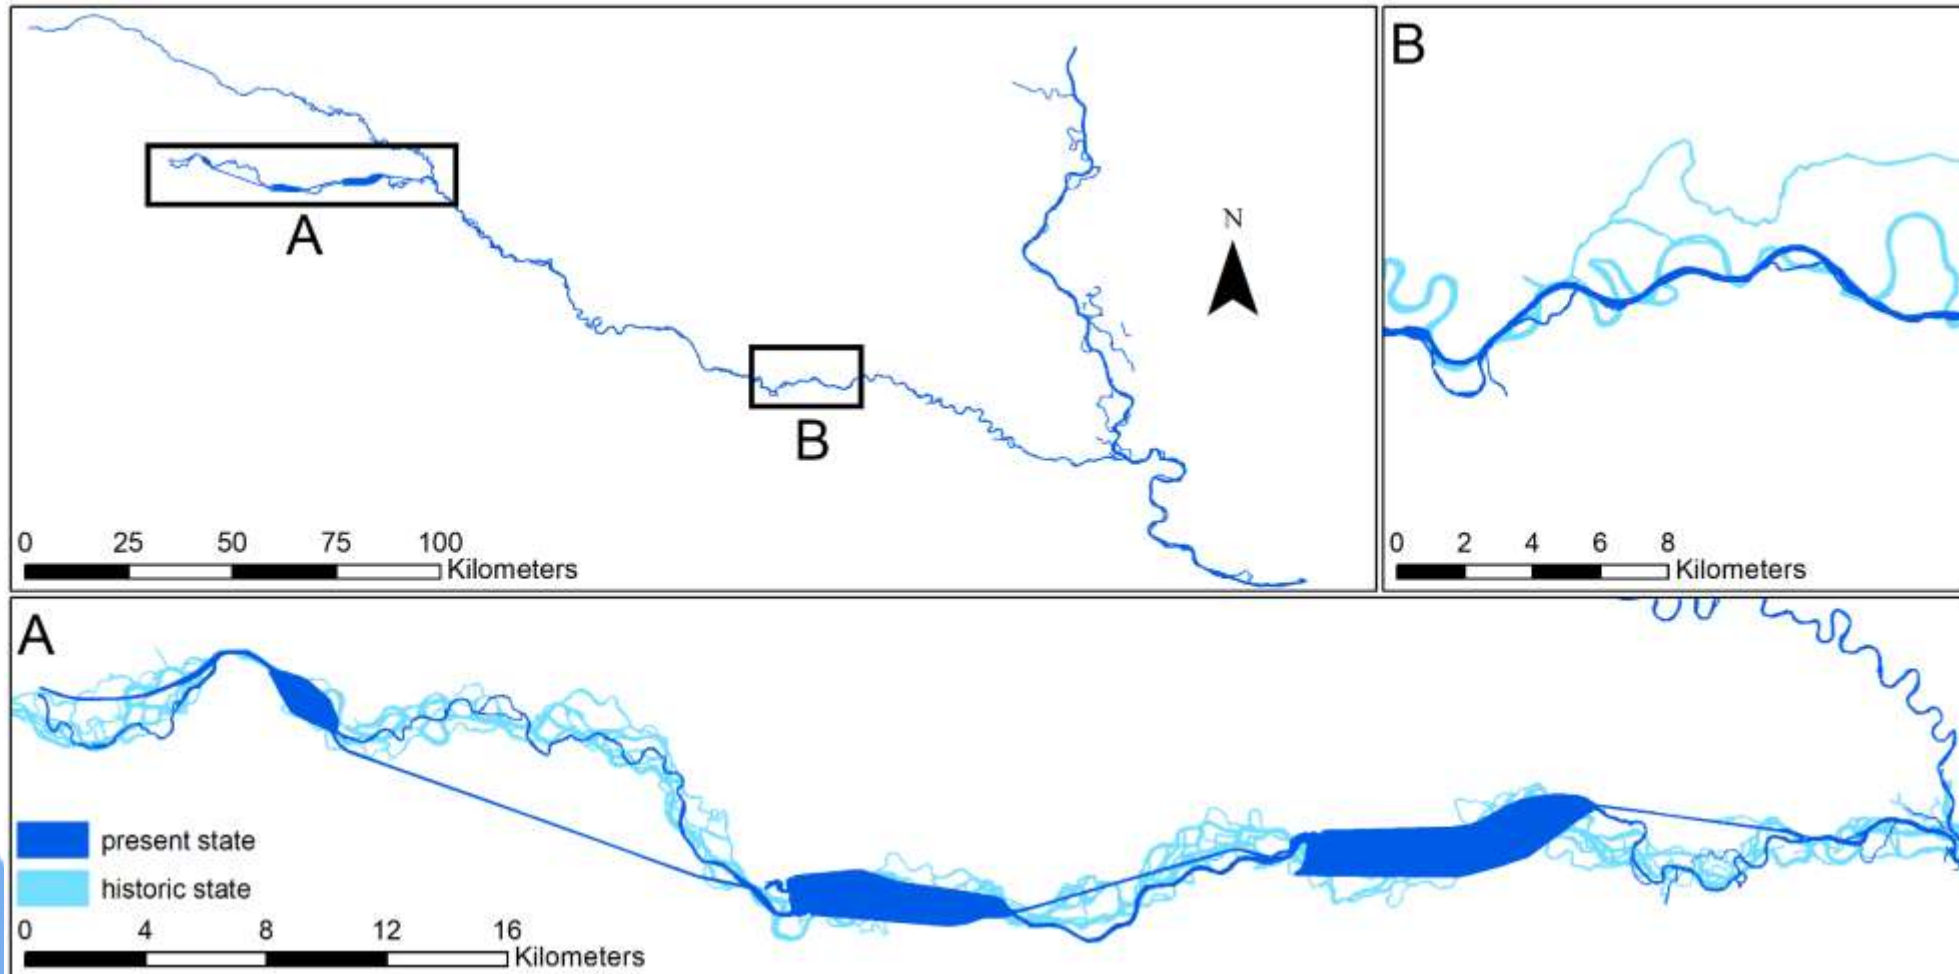 A
N
B
0 25 50 75 100
Kilometers
B
0 2 4 6 8
Kilometers
A
present state
historic state
0 4 8 12 16
Kilometers